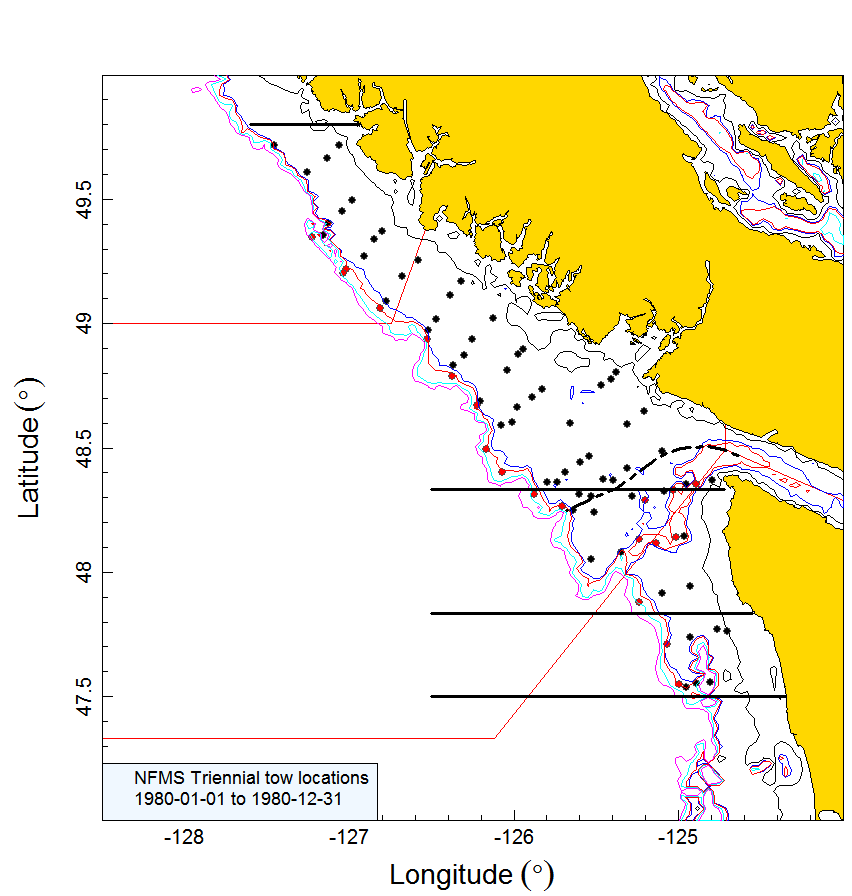 49.5
49
48.5
48
47.5
Latitude (°)
NFMS Triennial tow locations
1980-01-01 to 1980-12-31
-128
-127
-126
-125
Longitude (°)